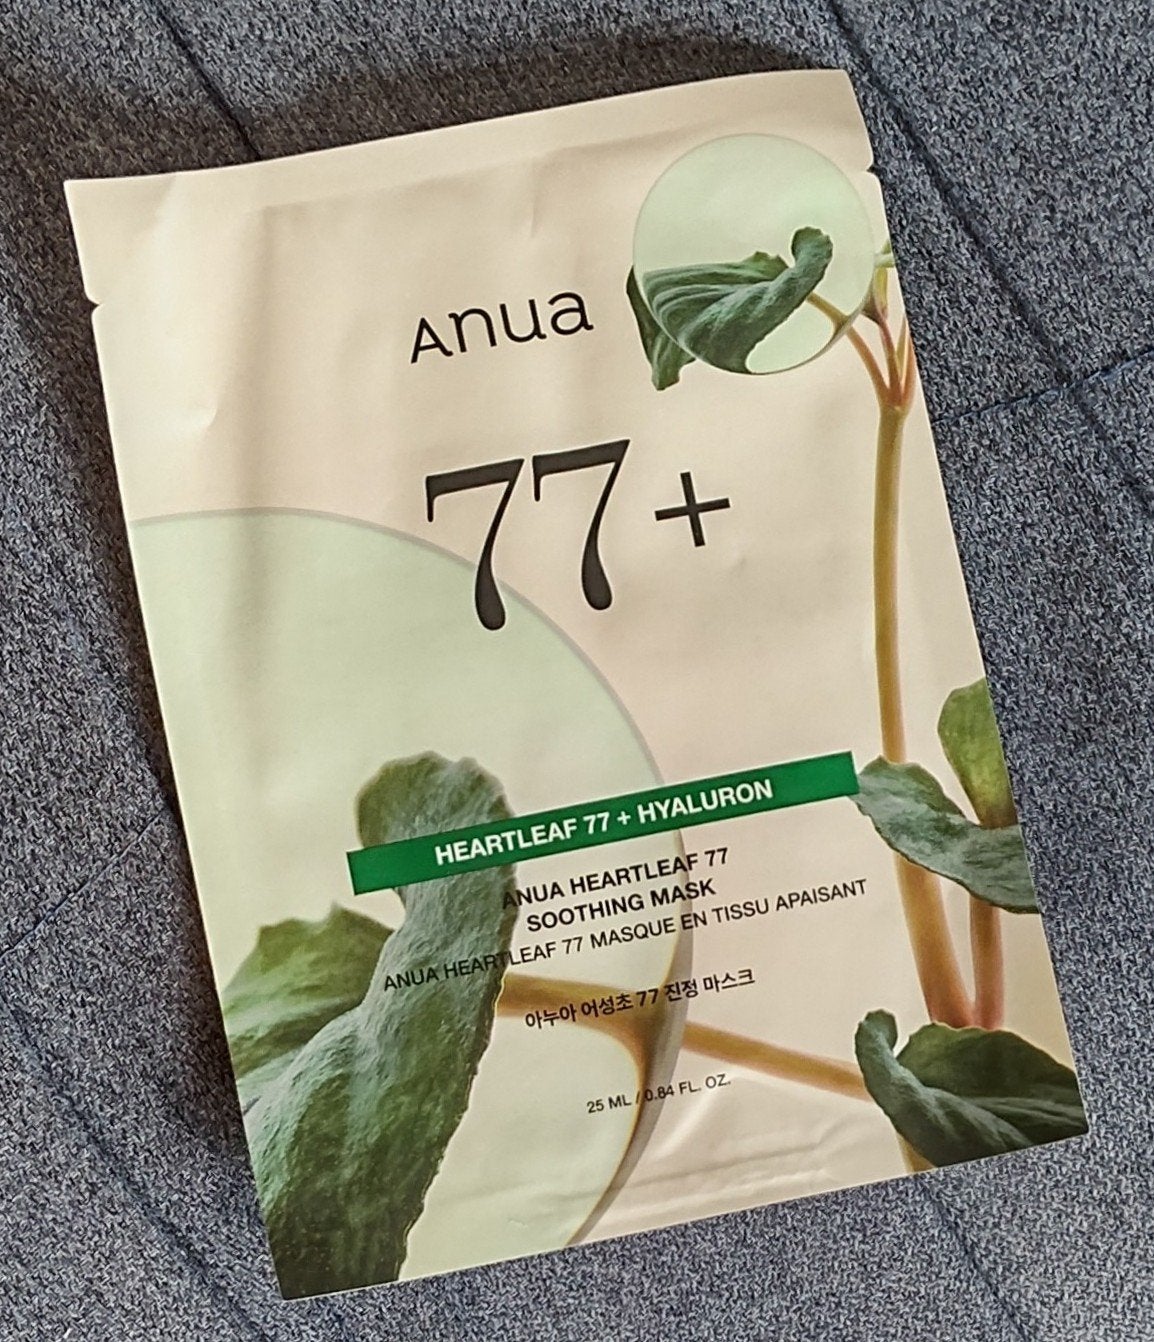 Anua
77+
HEARTLEAF 77 + HYALURON
ANUA HEARTLEAF 77
SOOTHING MASK
ANUA HEARTLEAF 77 MASQUE EN TISSU APAISANT
아누아 어성초 77 진정 마스크
25 ML / 0.84 FL. OZ.